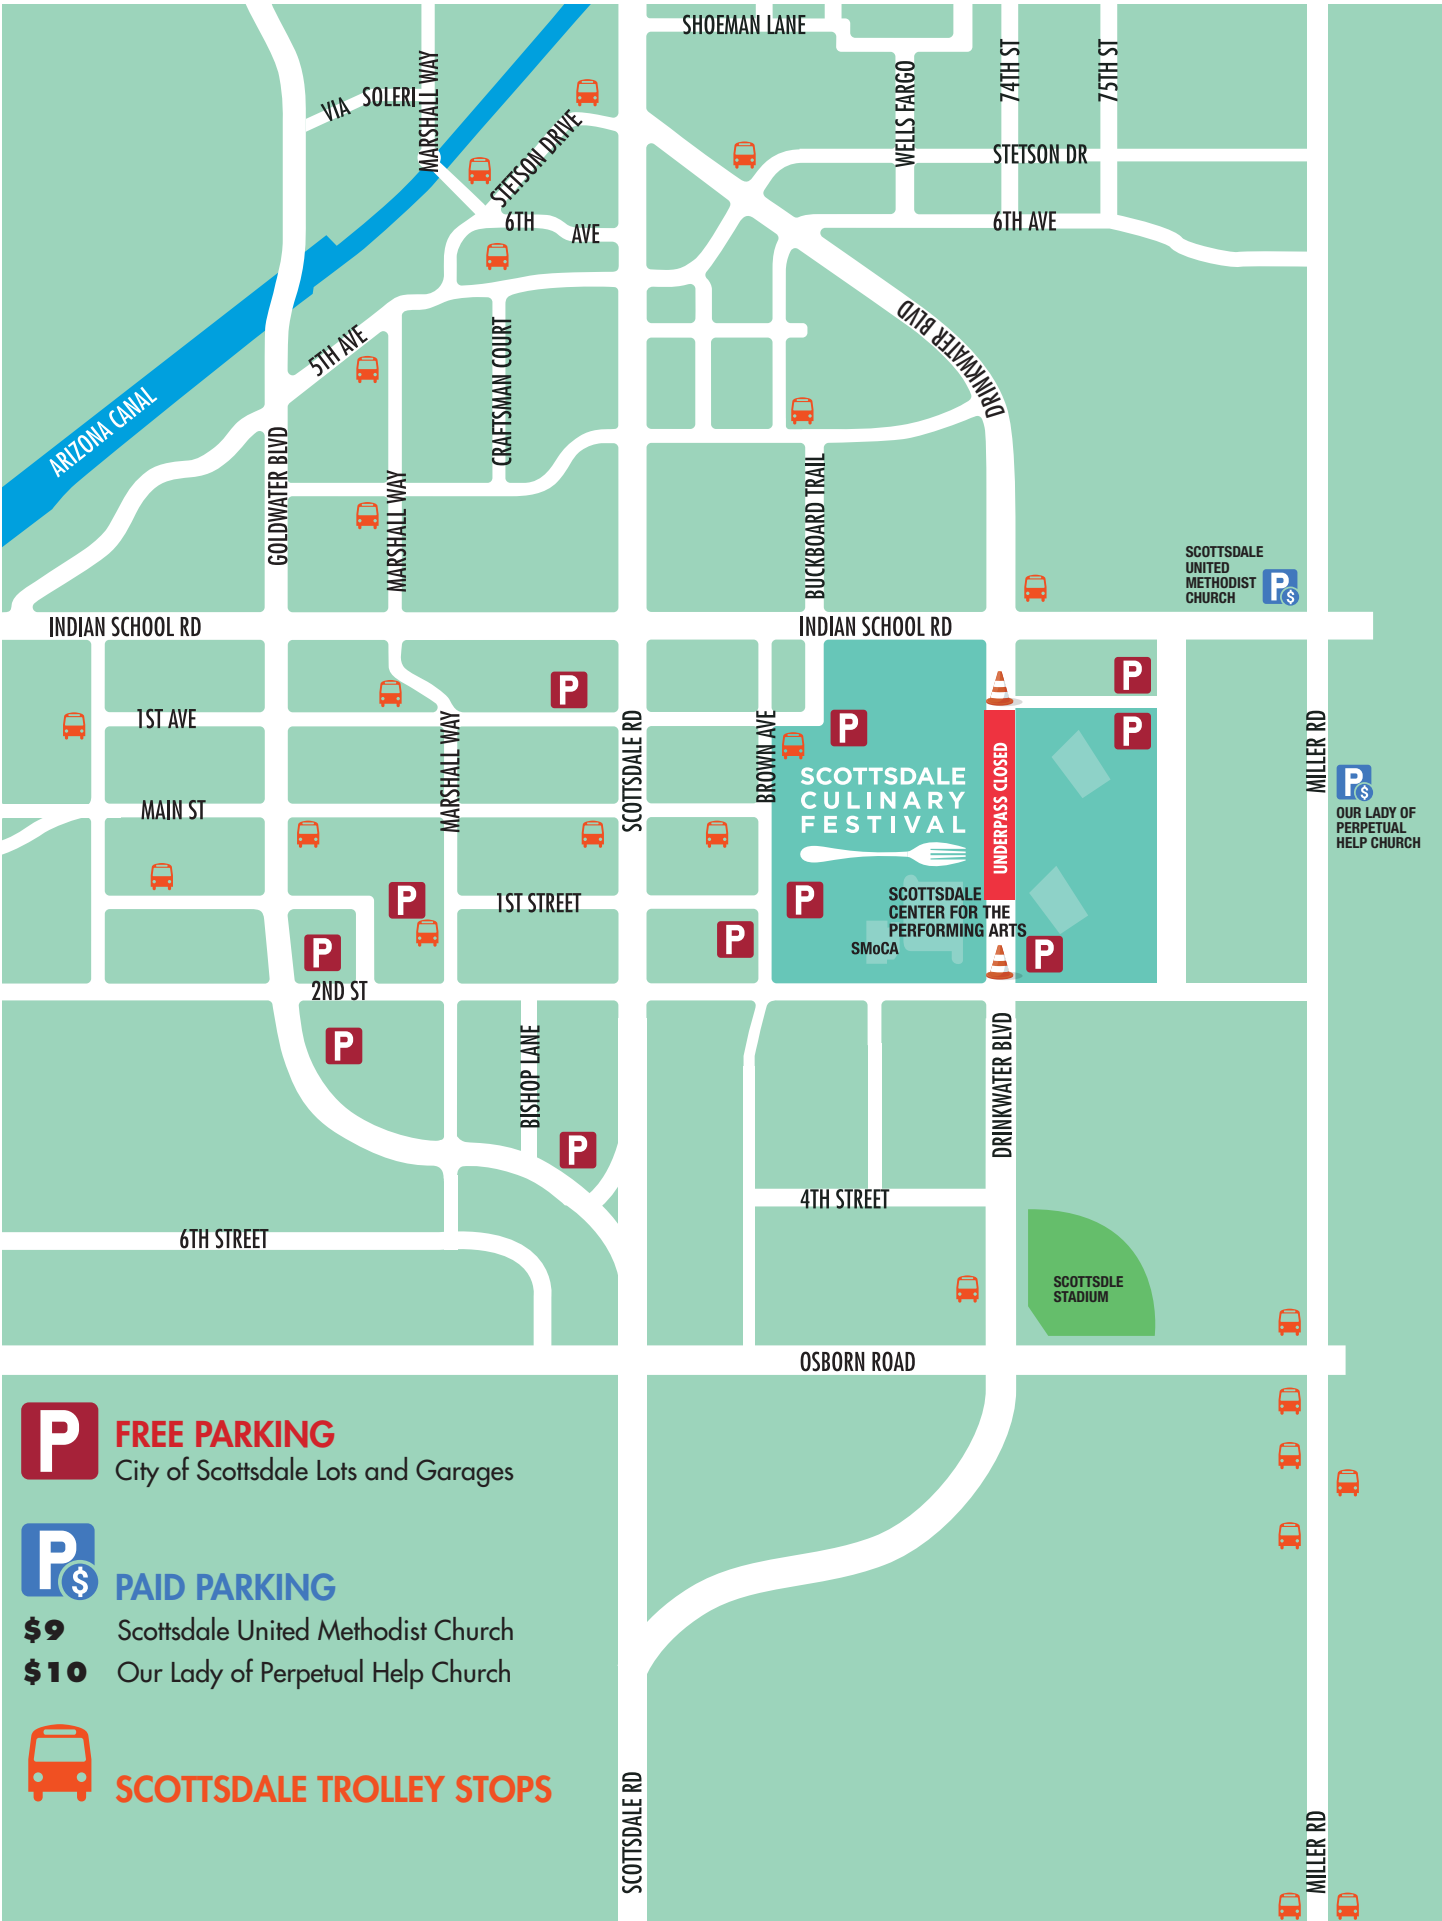 SHOEMAN LANE
MARSHALL WAY
VIA SOLERI
WELLS FARGO
74TH ST
75TH ST
STETSON DRIVE
STETSON DR
6TH AVE
6TH AVE
5TH AVE
DRINKWATER BLVD
CRAFTSMAN COURT
ARIZONA CANAL
GOLDWATER BLVD
MARSHALL WAY
BUCKBOARD TRAIL
SCOTTSDALE
UNITED
METHODIST
CHURCH
P$
INDIAN SCHOOL RD
INDIAN SCHOOL RD
P
P
P
P
1ST AVE
MARSHALL WAY
SCOTTSDALE RD
BROWN AVE
SCOTTSDALE
CULINARY
FESTIVAL
UNDERPASS CLOSED
MILLER RD
P$
OUR LADY OF
PERPETUAL
HELP CHURCH
MAIN ST
P
P
1ST STREET
SCOTTSDALE
CENTER FOR THE
PERFORMING ARTS
SMoCA
P
P
P
2ND ST
P
BISHOP LANE
DRINKWATER BLVD
P
4TH STREET
6TH STREET
SCOTTSDLE
STADIUM
OSBORN ROAD
P
FREE PARKING
City of Scottsdale Lots and Garages
P$
PAID PARKING
$9 Scottsdale United Methodist Church
$10 Our Lady of Perpetual Help Church
SCOTTSDALE TROLLEY STOPS
SCOTTSDALE RD
MILLER RD